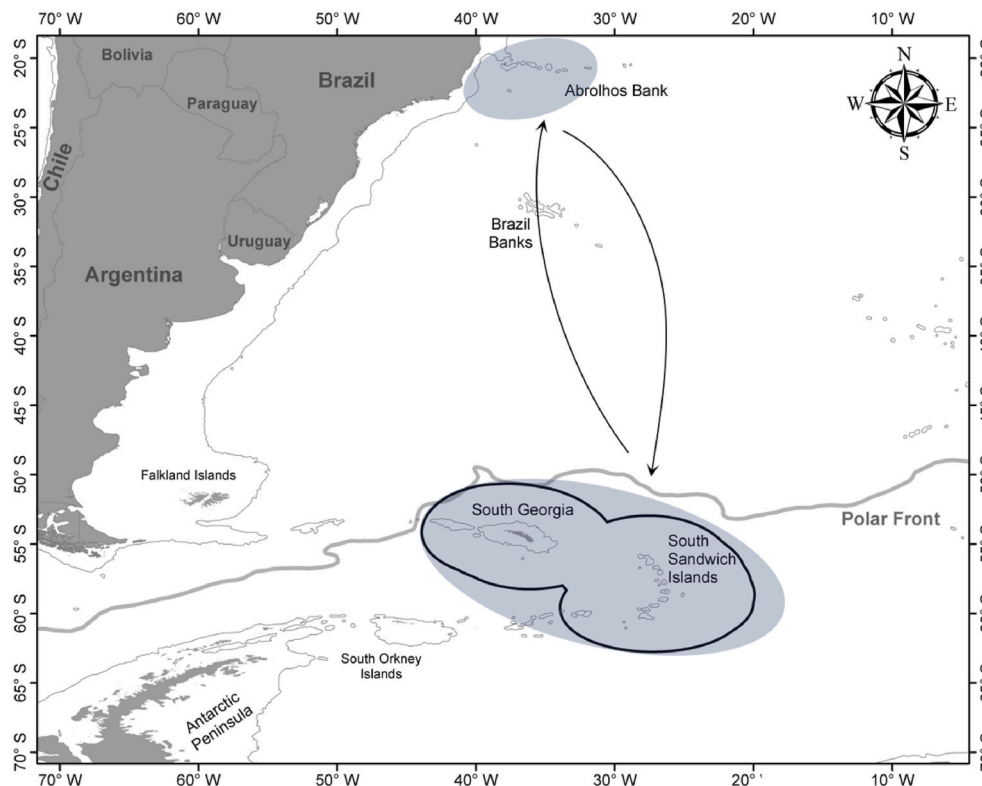 70° W
60° W
50° W
40° W
30° W
20° W
10° W
20° S
25° S
30° S
35° S
40° S
45° S
50° S
55° S
60° S
65° S
70° S
Bolivia
Brazil
Paraguay
Chile
Uruguay
Argentina
Abrolhos Bank
N
W
E
S
Brazil
Banks
Falkland Islands
South Georgia
South
Sandwich
Islands
Polar Front
South Orkney
Islands
Antarctic
Peninsula
70° W
60° W
50° W
40° W
30° W
20°
10° W